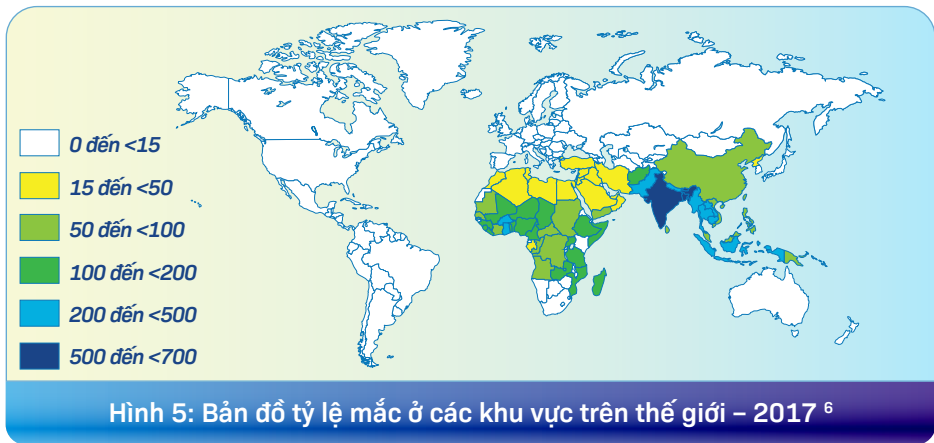 0 đến <15
15 đến <50
50 đến <100
100 đến <200
200 đến <500
500 đến <700
Hình 5: Bản đồ tỷ lệ mắc ở các khu vực trên thế giới – 2017 ⁶